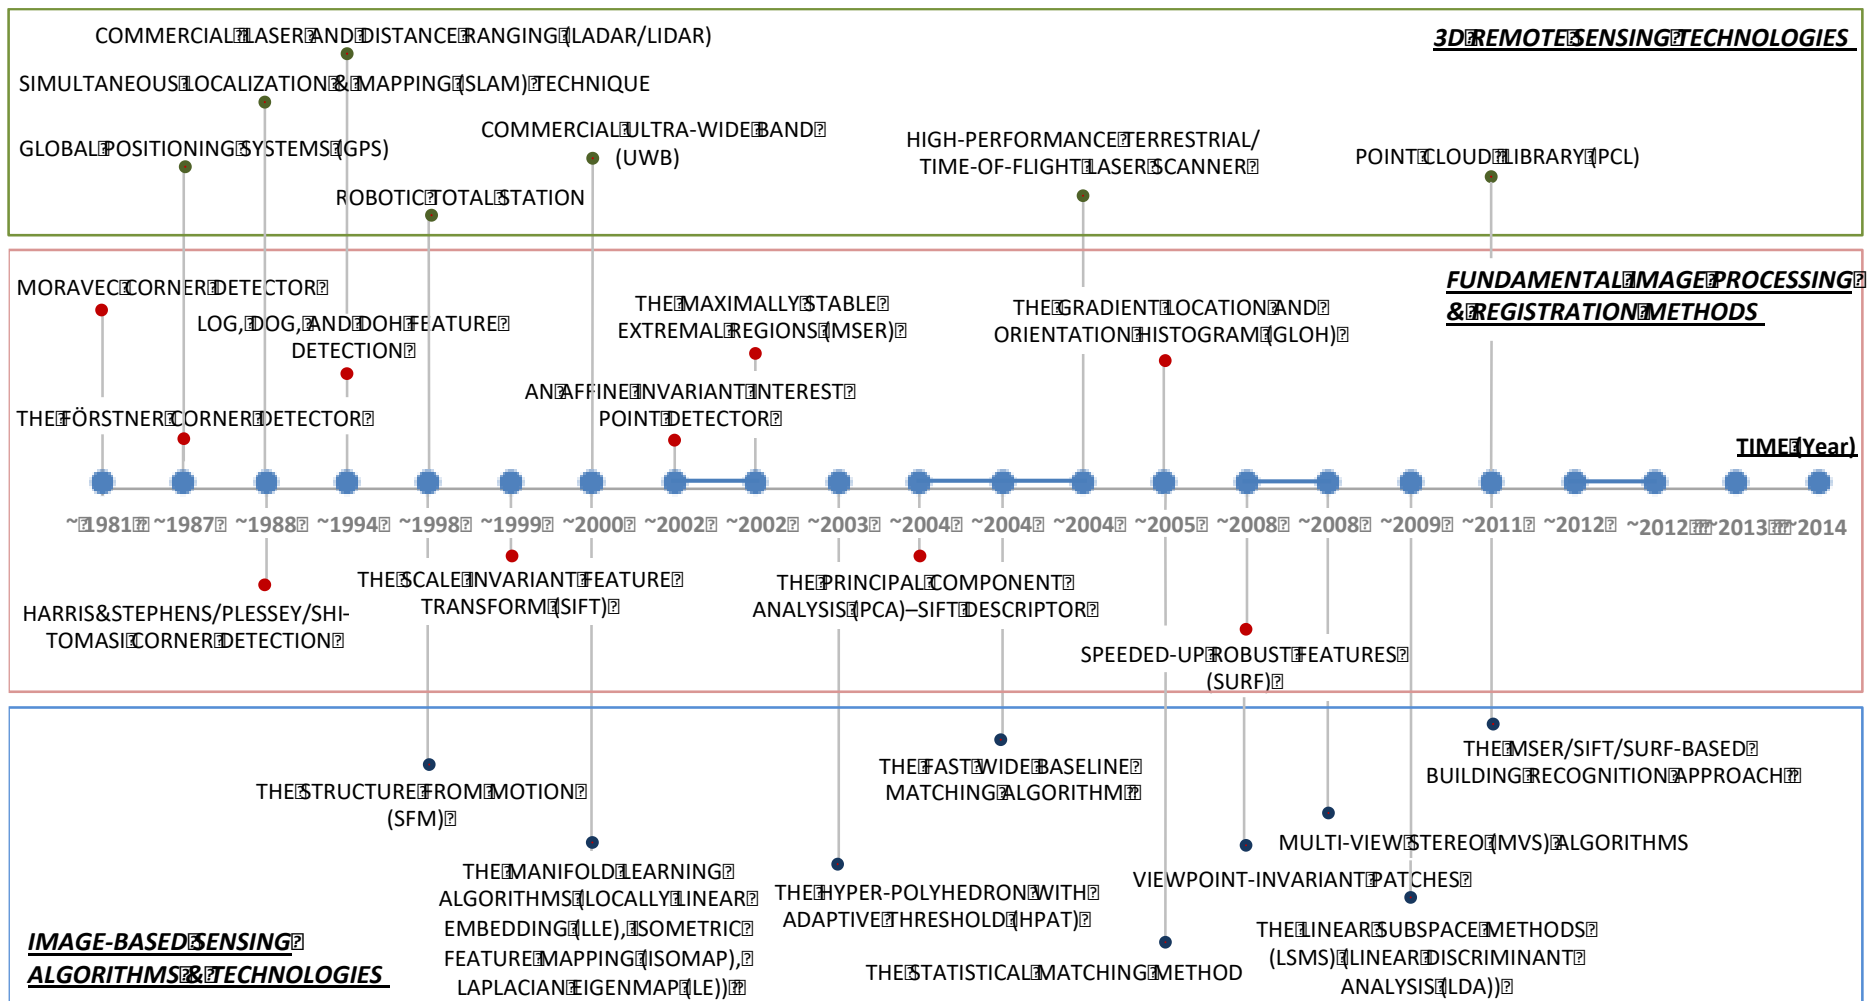 COMMERCIAL LASER AND DISTANCE RANGING (LADAR/LIDAR)
3D REMOTE SENSING TECHNOLOGIES
SIMULTANEOUS LOCALIZATION & MAPPING (SLAM) TECHNIQUE
GLOBAL POSITIONING SYSTEMS (GPS)
COMMERCIAL ULTRA-WIDE BAND
(UWB)
HIGH-PERFORMANCE TERRESTRIAL/
TIME-OF-FLIGHT LASER SCANNER
POINT CLOUD LIBRARY (PCL)
ROBOTIC TOTAL STATION
FUNDAMENTAL IMAGE PROCESSING
& REGISTRATION METHODS
MORAVEC CORNER DETECTOR
LOG, DOG, AND DOH FEATURE
DETECTION
THE MAXIMALLY STABLE
EXTREMAL REGIONS (MSER)
THE GRADIENT LOCATION AND
ORIENTATION HISTOGRAM (GLOH)
THE FÖRSTNER CORNER DETECTOR
AN AFFINE INVARIANT INTEREST
POINT DETECTOR
TIME (Year)
~ 1981 ~1987 ~1988 ~1994 ~1998 ~1999 ~2000 ~2002 ~2002 ~2003 ~2004 ~2004 ~2004 ~2005 ~2008 ~2008 ~2009 ~2011 ~2012 ~2012 ~2013 ~2014
HARRIS&STEPHENS/PLESSEY/SHI-
TOMASI CORNER DETECTION
THE SCALE INVARIANT FEATURE
TRANSFORM (SIFT)
THE PRINCIPAL COMPONENT
ANALYSIS (PCA)–SIFT DESCRIPTOR
SPEEDED-UP ROBUST FEATURES
(SURF)
THE STRUCTURE FROM MOTION
(SFM)
THE FAST WIDE BASELINE
MATCHING ALGORITHM
THE MSER/SIFT/SURF-BASED
BUILDING RECOGNITION APPROACH
MULTI-VIEW STEREO (MVS) ALGORITHMS
THE MANIFOLD LEARNING
ALGORITHMS (LOCALLY LINEAR
EMBEDDING (LLE), ISOMETRIC
FEATURE MAPPING (ISOMAP),
LAPLACIAN EIGENMAP (LE))
THE HYPER-POLYHEDRON WITH
ADAPTIVE THRESHOLD (HPAT)
VIEWPOINT-INVARIANT PATCHES
THE LINEAR SUBSPACE METHODS
(LSMS) (LINEAR DISCRIMINANT
ANALYSIS (LDA))
THE STATISTICAL MATCHING METHOD
IMAGE-BASED SENSING
ALGORITHMS & TECHNOLOGIES